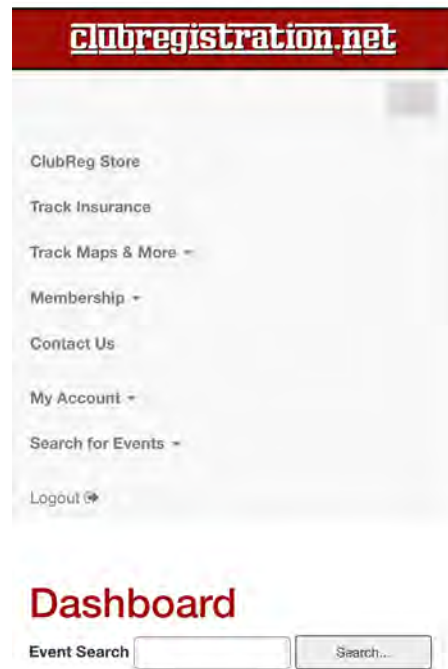 clubregistration.net
ClubReg Store
Track Insurance
Track Maps & More
Membership
Contact Us
My Account
Search for Events
Logout
Dashboard
Event Search Search...